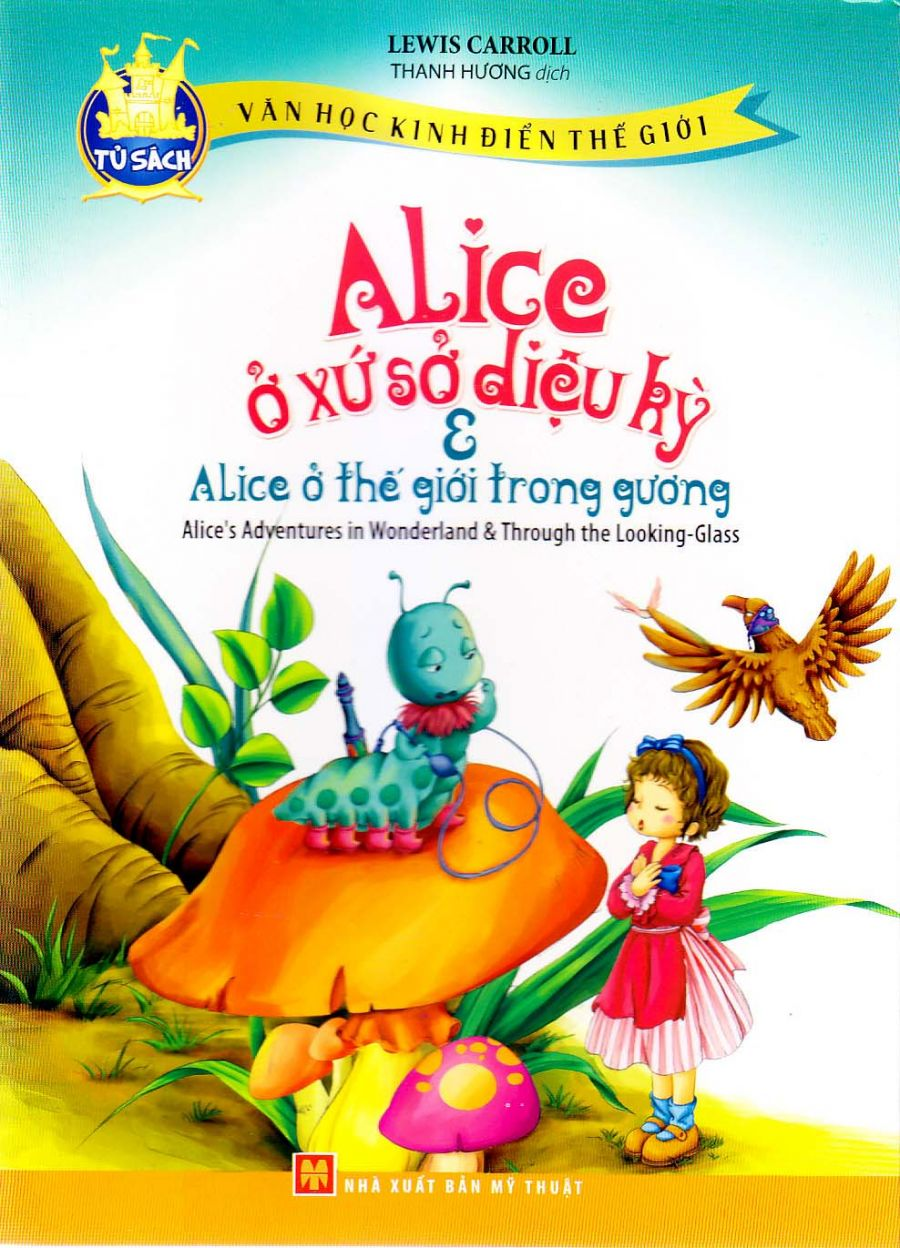 LEWIS CARROLL
THANH HƯƠNG dịch
TỦ SÁCH
VĂN HỌC KINH ĐIỂN THẾ GIỚI
ALice
ở xứ sở diệu kỳ
&
ALice ở thế giới trong gương
Alice's Adventures in Wonderland & Through the Looking-Glass
NHÀ XUẤT BẢN MỸ THUẬT